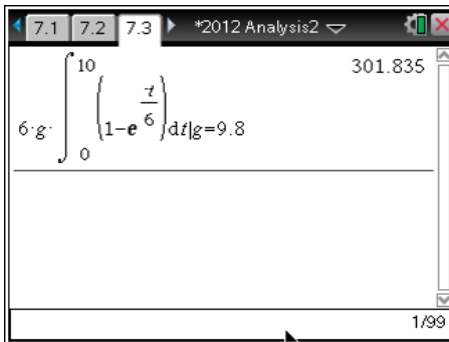 7.1 7.2 7.3 *2012 Analysis2
6·g·∫₀¹⁰(1-e^(-t/6))dt|g=9.8 301.835
1/99